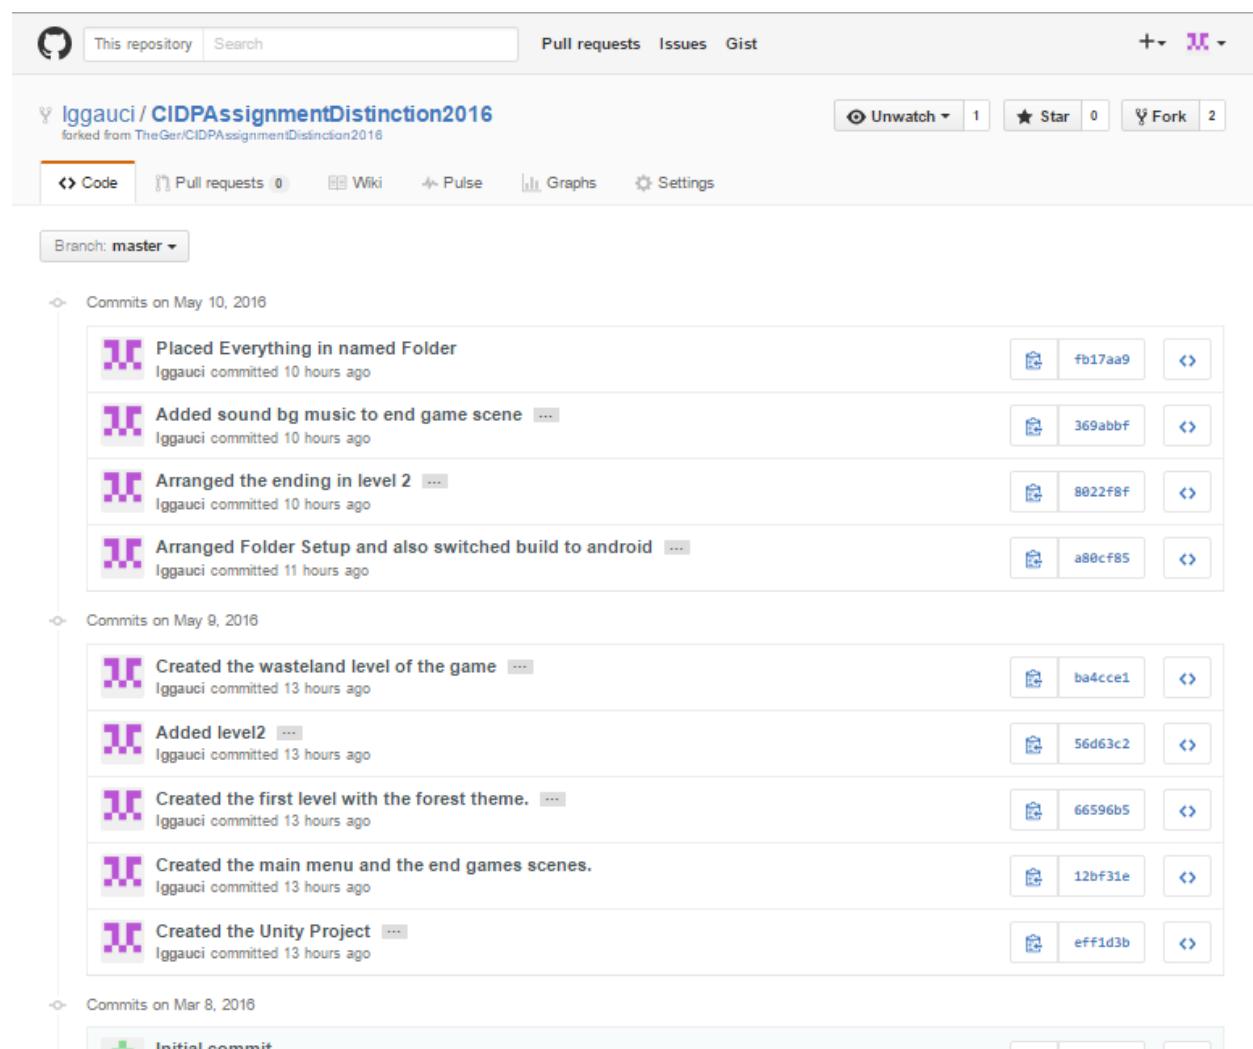 This repository Search Pull requests Issues Gist
Iggauci / CIDPAssignmentDistinction2016 Unwatch 1 Star 0 Fork 2
forked from TheGer/CIDPAssignmentDistinction2016
Code Pull requests 0 Wiki Pulse Graphs Settings
Branch: master
Commits on May 10, 2016
Placed Everything in named Folder
Iggauci committed 10 hours ago fb17aa9
Added sound bg music to end game scene ...
Iggauci committed 10 hours ago 369abbf
Arranged the ending in level 2 ...
Iggauci committed 10 hours ago 8022f8f
Arranged Folder Setup and also switched build to android ...
Iggauci committed 11 hours ago a80cf85
Commits on May 9, 2016
Created the wasteland level of the game ...
Iggauci committed 13 hours ago ba4cce1
Added level2 ...
Iggauci committed 13 hours ago 56d63c2
Created the first level with the forest theme. ...
Iggauci committed 13 hours ago 66596b5
Created the main menu and the end games scenes.
Iggauci committed 13 hours ago 12bf31e
Created the Unity Project ...
Iggauci committed 13 hours ago eff1d3b
Commits on Mar 8, 2016
Initial commit